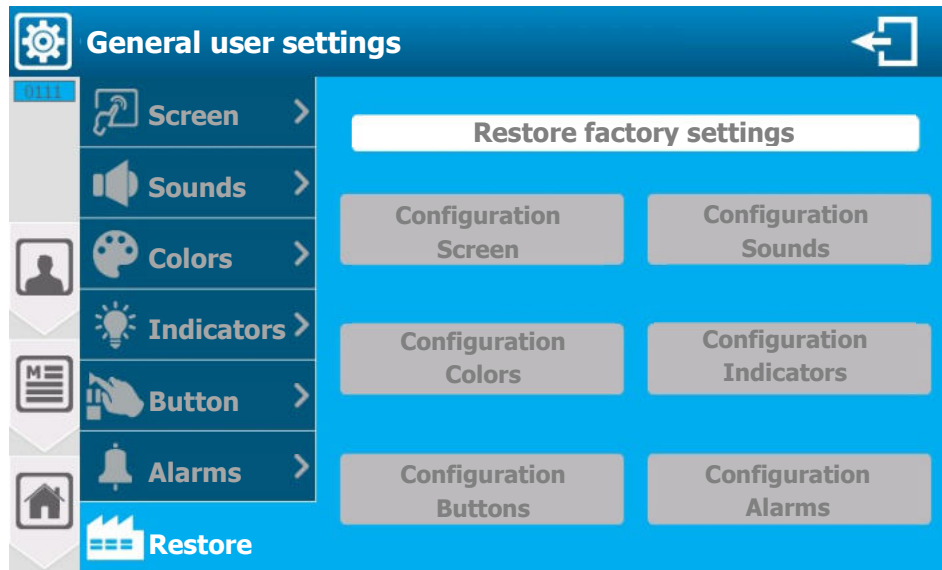 General user settings
0111
Screen
Sounds
Colors
Indicators
Button
Alarms
Restore
Restore factory settings
Configuration
Screen
Configuration
Sounds
Configuration
Colors
Configuration
Indicators
Configuration
Buttons
Configuration
Alarms
M